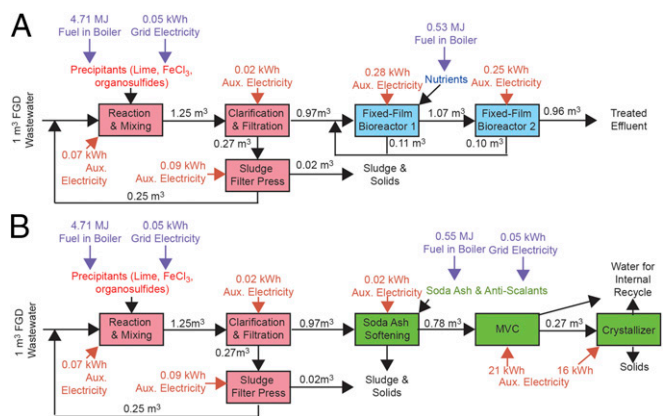 A
4.71 MJ
Fuel in Boiler
0.05 kWh
Grid Electricity
0.53 MJ
Fuel in Boiler
Precipitants (Lime, FeCl3,
organosulfides)
0.02 kWh
Aux. Electricity
0.28 kWh
Aux. Electricity
Nutrients
0.25 kWh
Aux. Electricity
1 m³ FGD
Wastewater
Reaction
& Mixing
1.25 m³
Clarification
& Filtration
0.97m³
Fixed-Film
Bioreactor 1
1.07 m³
Fixed-Film
Bioreactor 2
0.96 m³
Treated
Effluent
0.07 kWh
Aux.
Electricity
0.27 m³
0.11 m³
0.10 m³
0.09 kWh
Aux. Electricity
Sludge
Filter Press
0.02 m³
Sludge &
Solids
0.25 m³
B
4.71 MJ
Fuel in Boiler
0.05 kWh
Grid Electricity
0.55 MJ
Fuel in Boiler
0.05 kWh
Grid Electricity
Precipitants (Lime, FeCl3,
organosulfides)
0.02 kWh
Aux. Electricity
0.02 kWh
Aux. Electricity
Soda Ash & Anti-Scalants
Water for
Internal
Recycle
1 m³ FGD
Wastewater
Reaction
& Mixing
1.25m³
Clarification
& Filtration
0.97m³
Soda Ash
Softening
0.78 m³
MVC
0.27 m³
Crystallizer
0.07 kWh
Aux.
Electricity
0.27m³
0.09 kWh
Aux. Electricity
Sludge
Filter Press
0.02m³
Sludge &
Solids
21 kWh
16 kWh
Aux. Electricity
Solids
0.25 m³